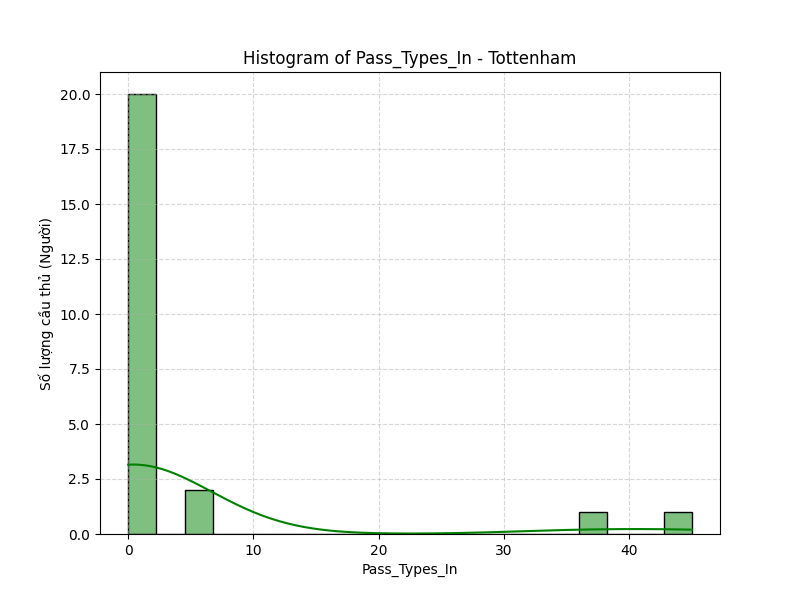 Histogram of Pass_Types_In - Tottenham
20.0
17.5
15.0
12.5
10.0
7.5
5.0
2.5
0.0
Số lượng cầu thủ (Người)
0 10 20 30 40
Pass_Types_In